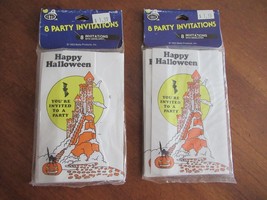 8 PARTY INVITATIONS
8 INVITATIONS
Happy
Halloween
YOU'RE
INVITED
TO A
PARTY
8 PARTY INVITATIONS
8 INVITATIONS
Happy
Halloween
YOU'RE
INVITED
TO A
PARTY